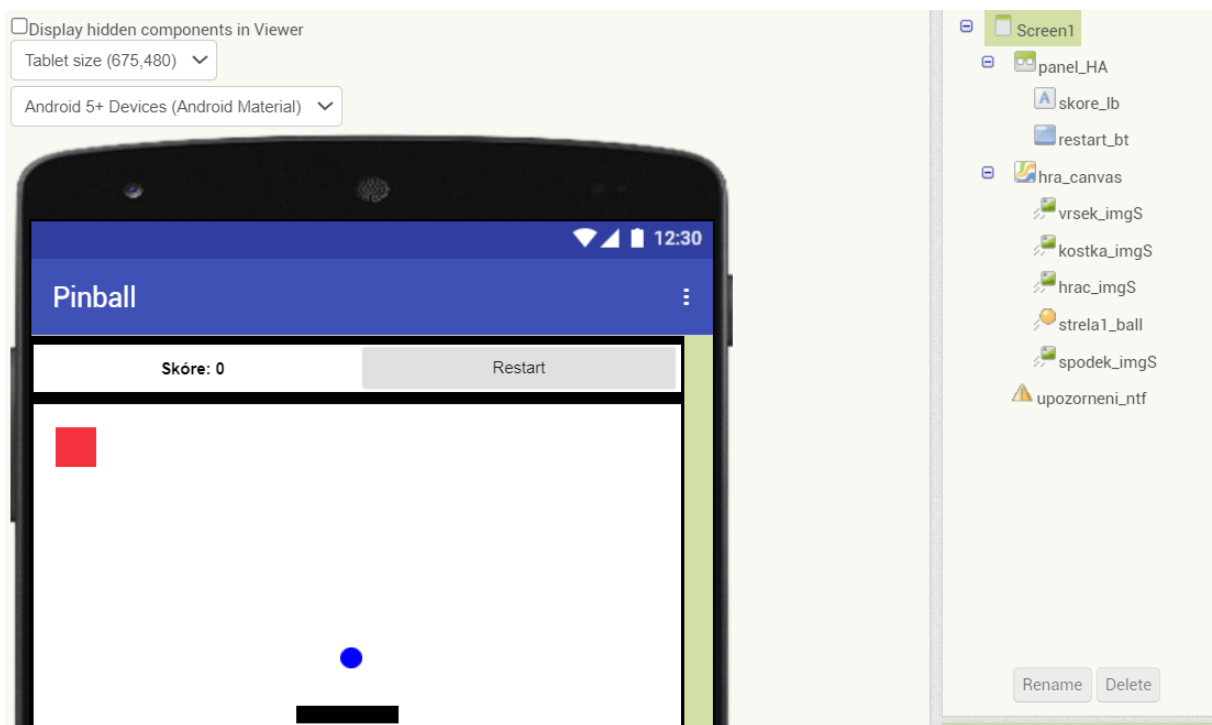 Display hidden components in Viewer
Tablet size (675,480)
Android 5+ Devices (Android Material)
12:30
Pinball
Skóre: 0
Restart
Screen1
panel_HA
A
skore_lb
restart_bt
hra_canvas
vrsek_imgS
kostka_imgS
hrac_imgS
strela1_ball
spodek_imgS
upozorneni_ntf
Rename Delete